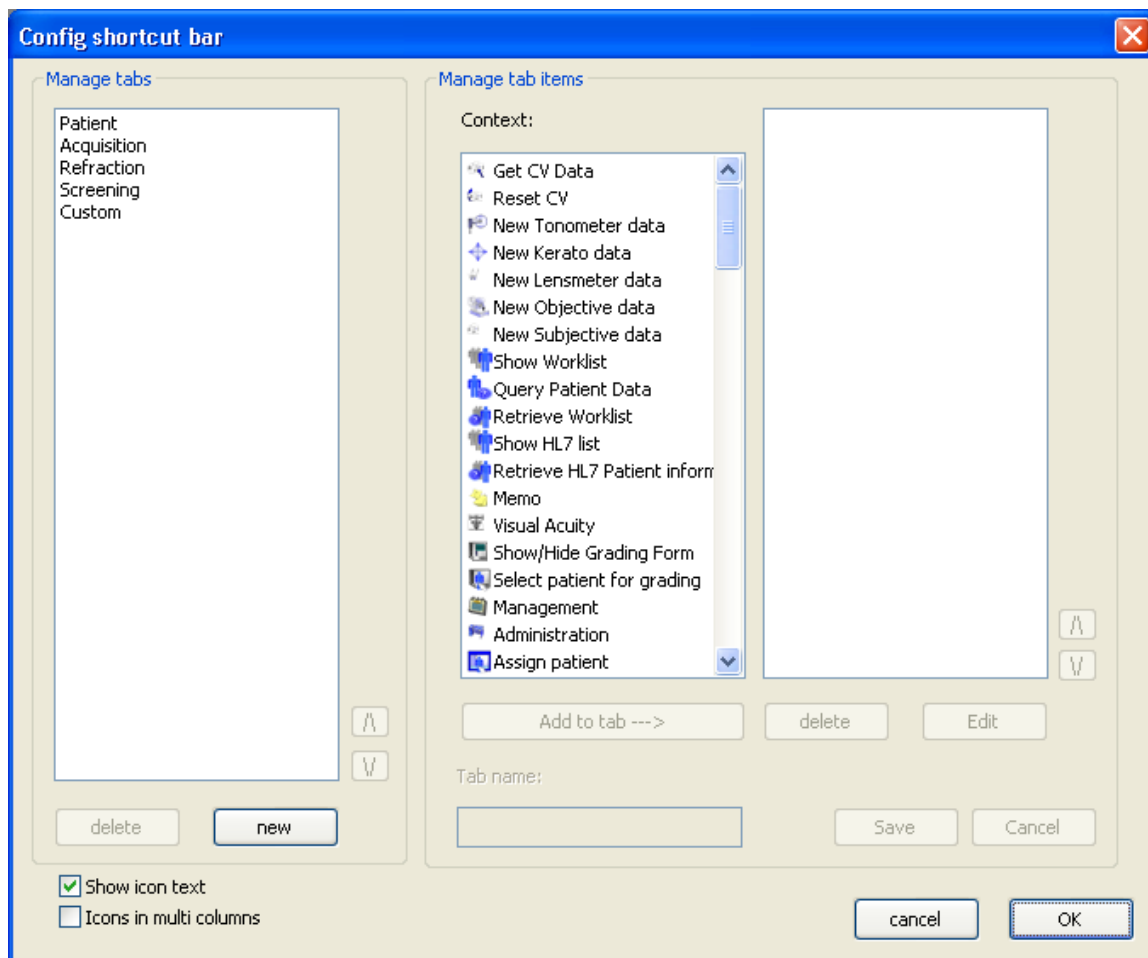 Config shortcut bar
Manage tabs
Patient
Acquisition
Refraction
Screening
Custom
/\
\/
delete
new
Manage tab items
Context:
Get CV Data
Reset CV
New Tonometer data
New Kerato data
New Lensmeter data
New Objective data
New Subjective data
Show Worklist
Query Patient Data
Retrieve Worklist
Show HL7 list
Retrieve HL7 Patient inform
Memo
Visual Acuity
Show/Hide Grading Form
Select patient for grading
Management
Administration
Assign patient
/\
\/
Add to tab --->
delete
Edit
Tab name:
Save
Cancel
Show icon text
Icons in multi columns
cancel
OK